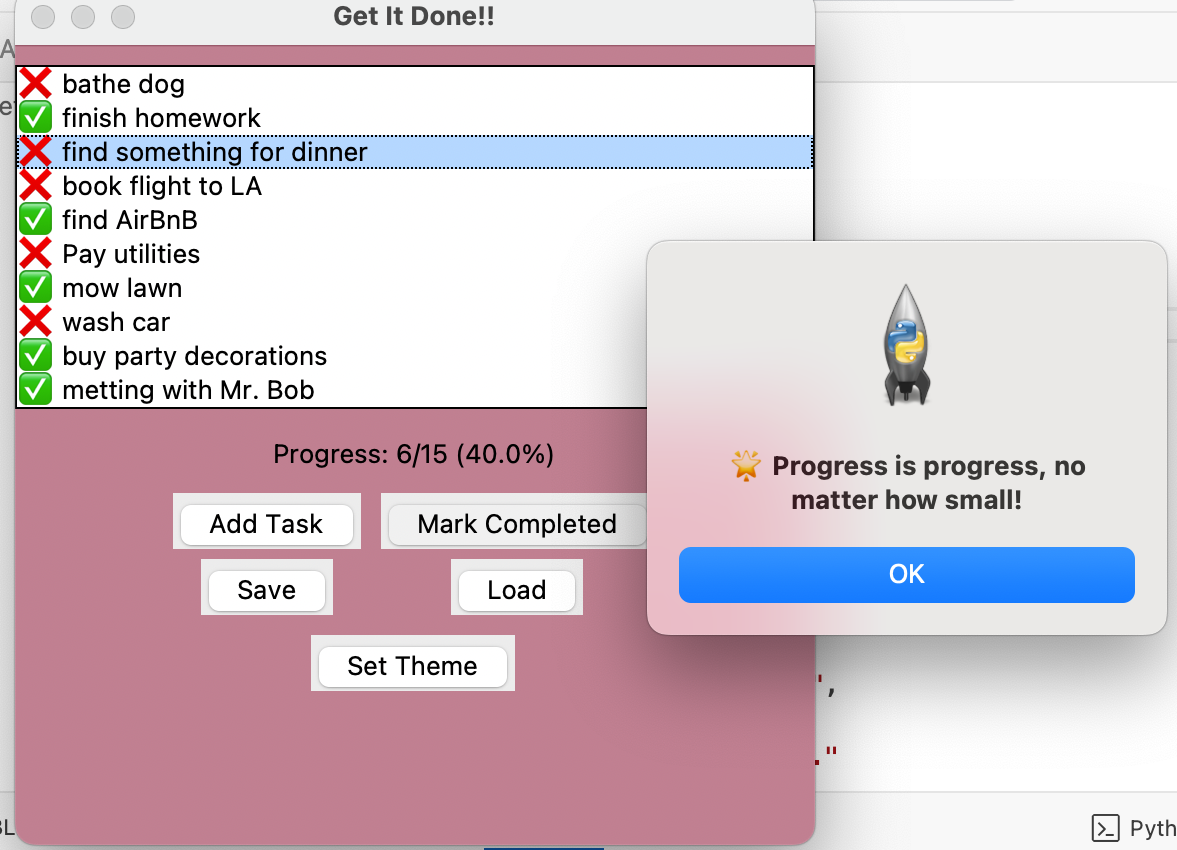 Get It Done!!
❌ bathe dog
✅ finish homework
❌ find something for dinner
❌ book flight to LA
✅ find AirBnB
❌ Pay utilities
✅ mow lawn
❌ wash car
✅ buy party decorations
✅ metting with Mr. Bob
Progress: 6/15 (40.0%)
Add Task
Mark Completed
Save
Load
Set Theme
🌟 Progress is progress, no
matter how small!
OK
",
."
Pyth